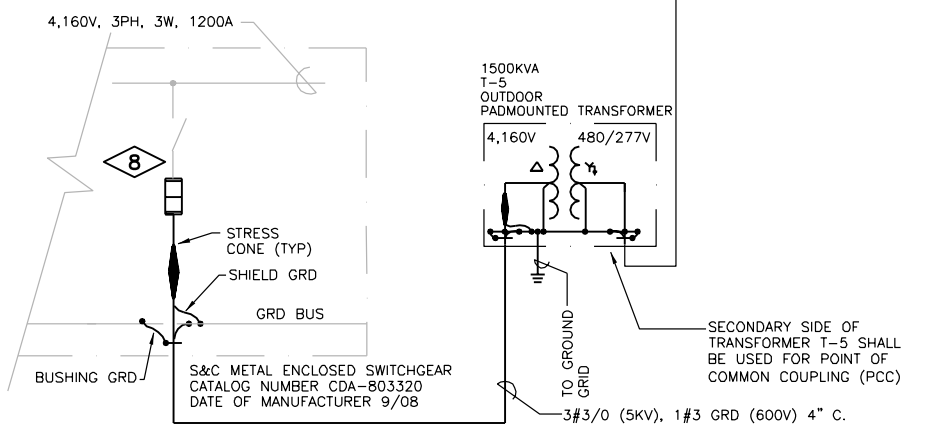 4,160V, 3PH, 3W, 1200A
1500KVA
T-5
OUTDOOR
PADMOUNTED TRANSFORMER
4,160V
480/277V
8
STRESS
CONE (TYP)
SHIELD GRD
GRD BUS
BUSHING GRD
S&C METAL ENCLOSED SWITCHGEAR
CATALOG NUMBER CDA-803320
DATE OF MANUFACTURER 9/08
TO GROUND
GRID
SECONDARY SIDE OF
TRANSFORMER T-5 SHALL
BE USED FOR POINT OF
COMMON COUPLING (PCC)
3#3/0 (5KV), 1#3 GRD (600V) 4" C.